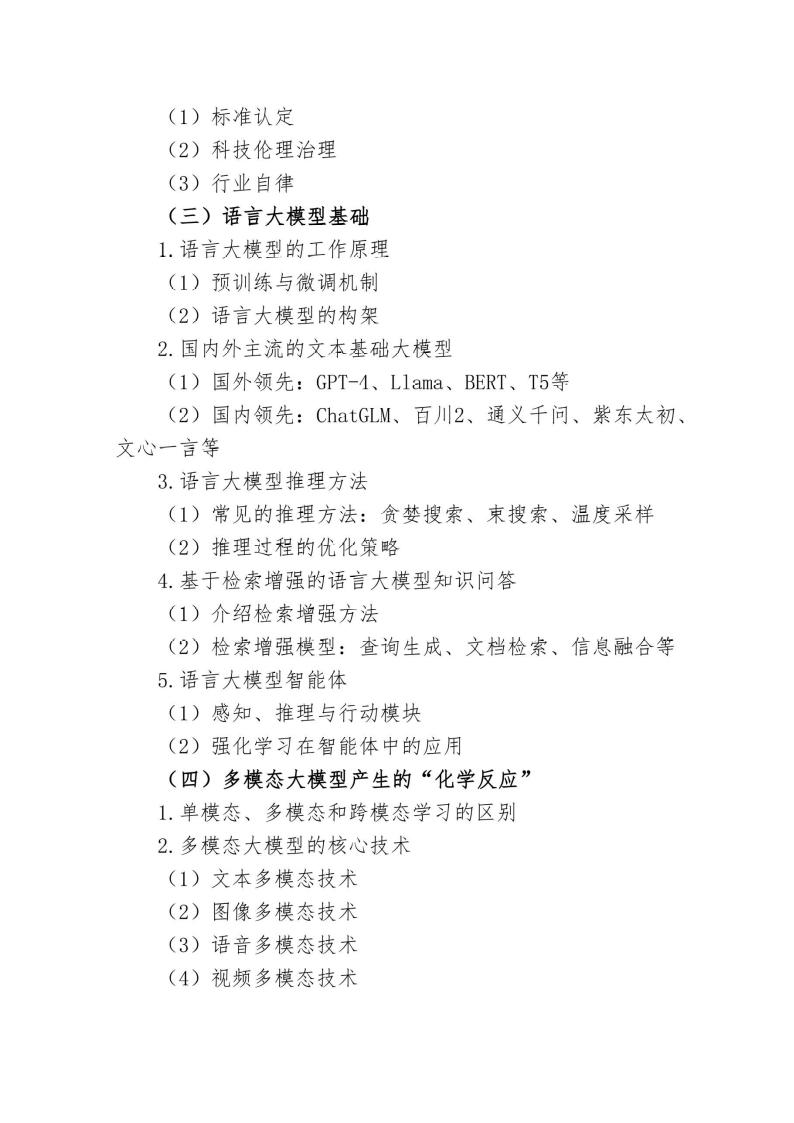 （1）标准认定
（2）科技伦理治理
（3）行业自律
（三）语言大模型基础
1.语言大模型的工作原理
（1）预训练与微调机制
（2）语言大模型的构架
2.国内外主流的文本基础大模型
（1）国外领先：GPT-4、Llama、BERT、T5等
（2）国内领先：ChatGLM、百川2、通义千问、紫东太初、
文心一言等
3.语言大模型推理方法
（1）常见的推理方法：贪婪搜索、束搜索、温度采样
（2）推理过程的优化策略
4.基于检索增强的语言大模型知识问答
（1）介绍检索增强方法
（2）检索增强模型：查询生成、文档检索、信息融合等
5.语言大模型智能体
（1）感知、推理与行动模块
（2）强化学习在智能体中的应用
（四）多模态大模型产生的“化学反应”
1.单模态、多模态和跨模态学习的区别
2.多模态大模型的核心技术
（1）文本多模态技术
（2）图像多模态技术
（3）语音多模态技术
（4）视频多模态技术